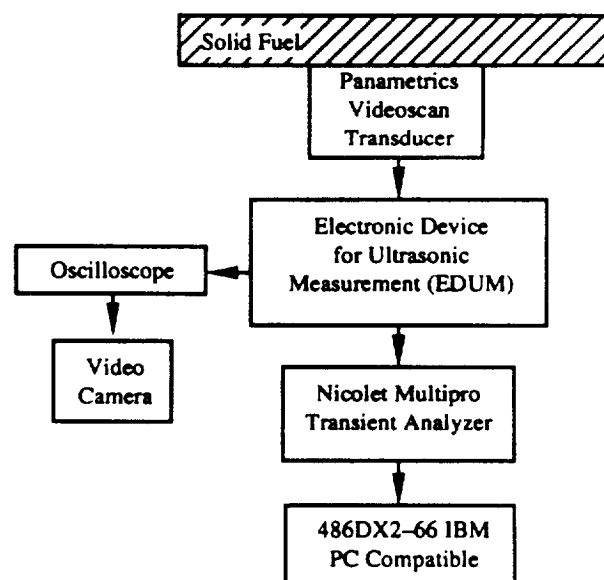 Solid Fuel
Panametrics
Videoscan
Transducer
Electronic Device
for Ultrasonic
Measurement (EDUM)
Oscilloscope
Video
Camera
Nicolet Multipro
Transient Analyzer
486DX2-66 IBM
PC Compatible